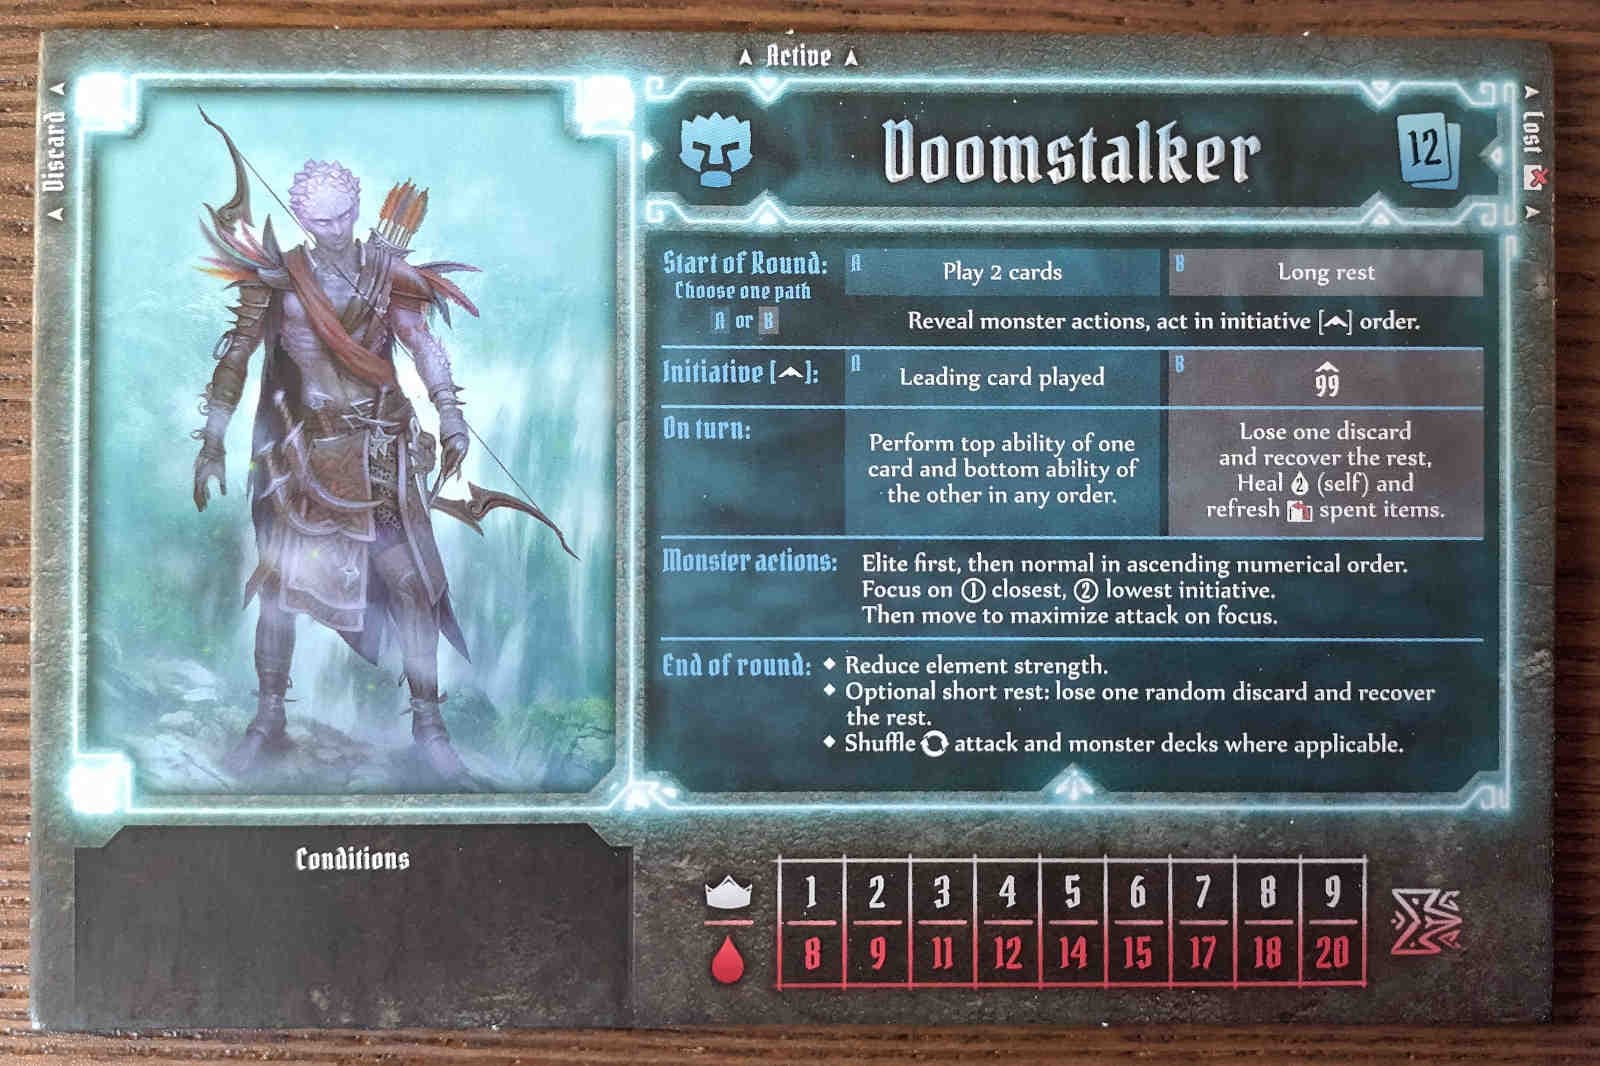 Active
Discard
Lost
Doomstalker
12
Start of Round:
Choose one path
A or B
A Play 2 cards
B Long rest
Reveal monster actions, act in initiative [ ] order.
Initiative [ ]:
A Leading card played
B 99
On turn:
Perform top ability of one
card and bottom ability of
the other in any order.
Lose one discard
and recover the rest,
Heal 2 (self) and
refresh spent items.
Monster actions:
Elite first, then normal in ascending numerical order.
Focus on 1 closest, 2 lowest initiative.
Then move to maximize attack on focus.
End of round:
Reduce element strength.
Optional short rest: lose one random discard and recover
the rest.
Shuffle attack and monster decks where applicable.
Conditions
1 2 3 4 5 6 7 8 9
8 9 11 12 14 15 17 18 20